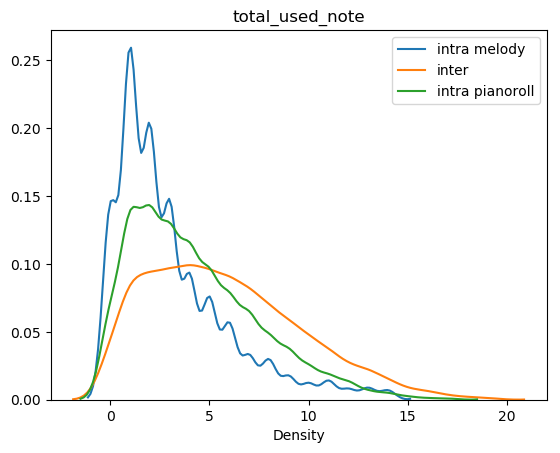 total_used_note
intra melody
inter
intra pianoroll
0.25
0.20
0.15
0.10
0.05
0.00
0 5 10 15 20
Density